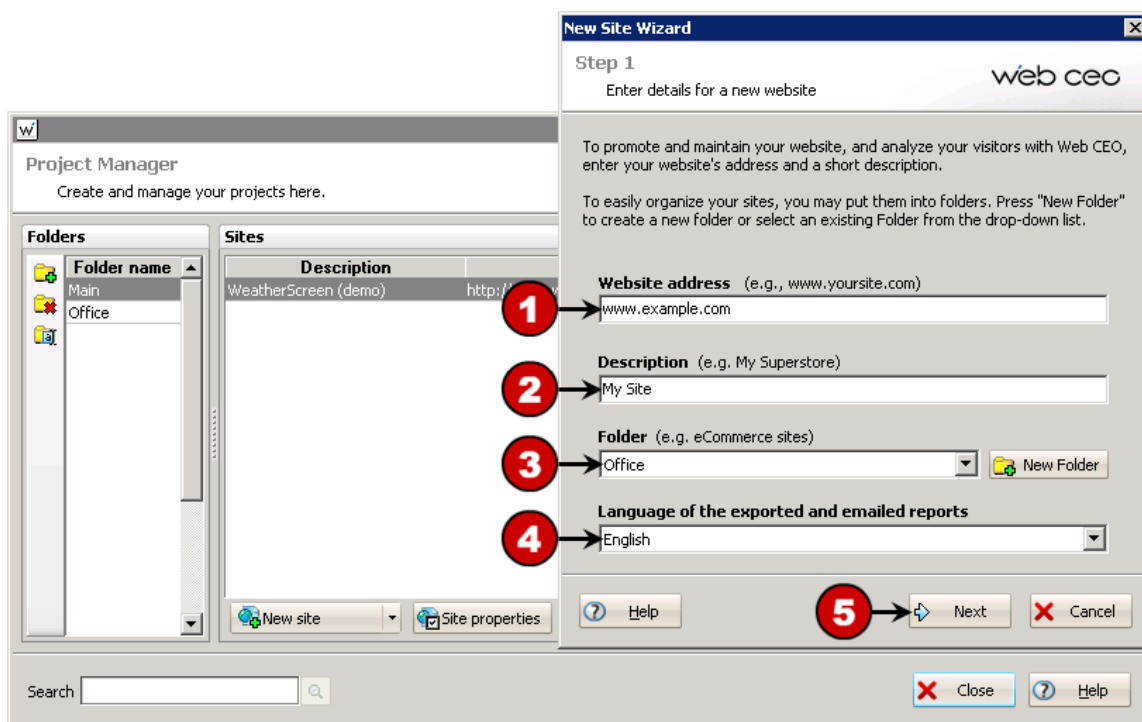 New Site Wizard
Step 1
Enter details for a new website
web ceo
To promote and maintain your website, and analyze your visitors with Web CEO,
enter your website's address and a short description.
To easily organize your sites, you may put them into folders. Press "New Folder"
to create a new folder or select an existing Folder from the drop-down list.
Website address (e.g., www.yoursite.com)
1
www.example.com
Description (e.g. My Superstore)
2
My Site
Folder (e.g. eCommerce sites)
3
Office
New Folder
Language of the exported and emailed reports
4
English
Help
5
Next
Cancel
w
Project Manager
Create and manage your projects here.
Folders
Folder name
Main
Office
Sites
Description
WeatherScreen (demo) http:/
New site
Site properties
Search
Close
Help